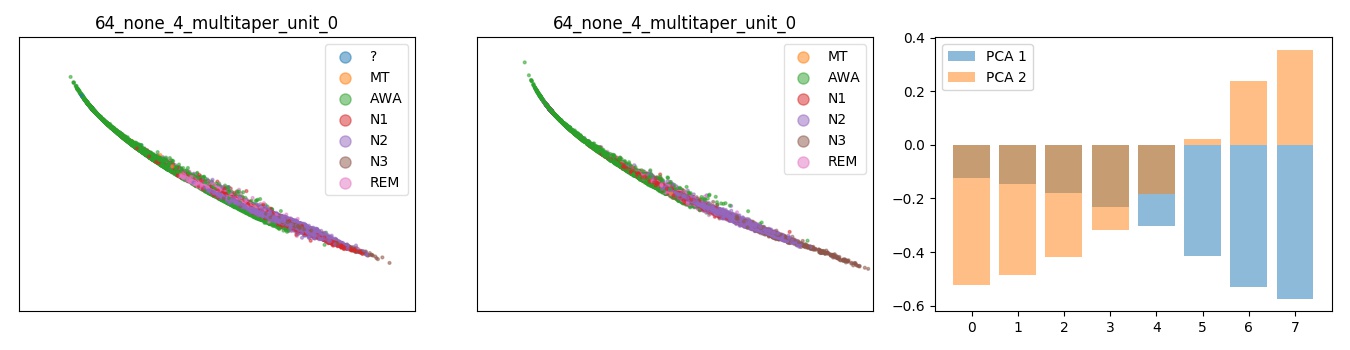 64_none_4_multitaper_unit_0
?
MT
AWA
N1
N2
N3
REM
64_none_4_multitaper_unit_0
MT
AWA
N1
N2
N3
REM
PCA 1
PCA 2
0.4
0.2
0.0
−0.2
−0.4
−0.6
0 1 2 3 4 5 6 7